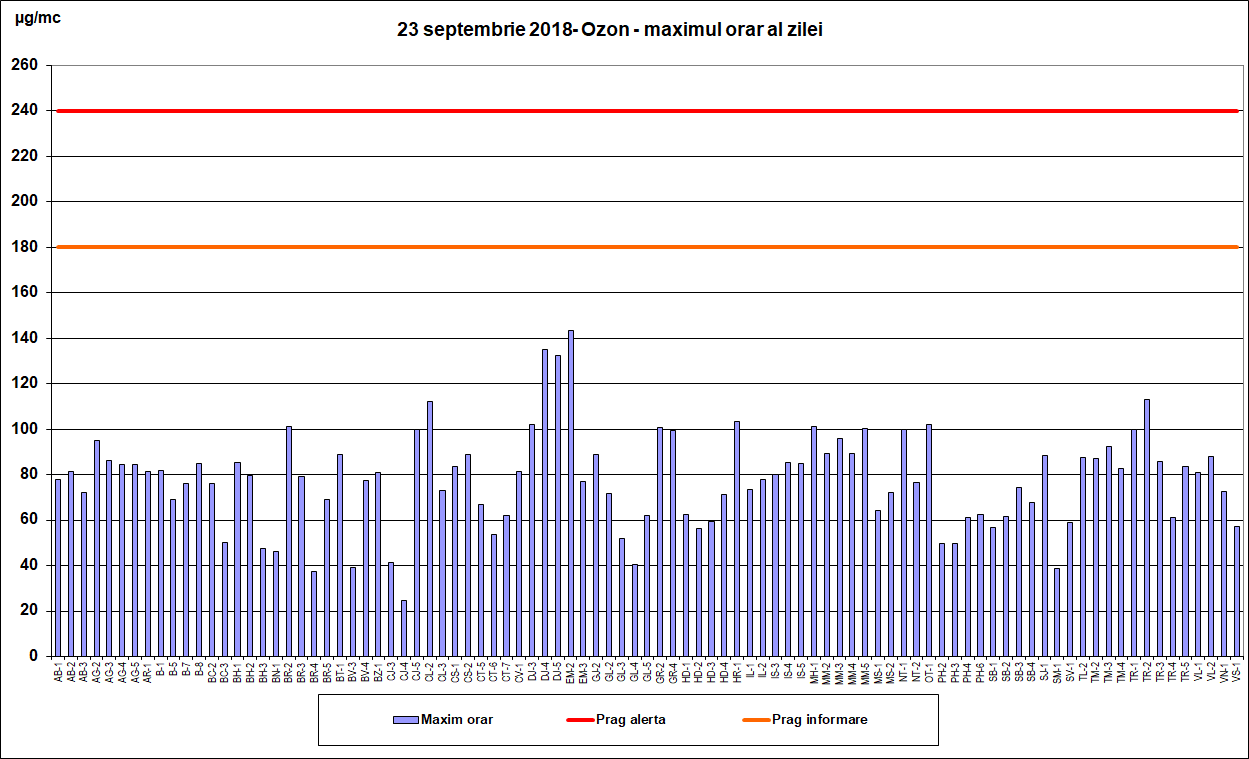 µg/mc
23 septembrie 2018- Ozon - maximul orar al zilei
260
240
220
200
180
160
140
120
100
80
60
40
20
0
AB-1
AB-2
AB-3
AG-2
AG-3
AG-4
AG-5
AR-1
B-1
B-5
B-7
B-8
BC-2
BC-3
BH-1
BH-2
BH-3
BN-1
BR-2
BR-3
BR-4
BR-5
BT-1
BV-3
BV-4
BZ-1
CJ-3
CJ-4
CJ-5
CL-2
CL-3
CS-1
CS-2
CT-5
CT-6
CT-7
CV-1
DJ-3
DJ-4
DJ-5
EM-2
EM-3
GJ-2
GL-2
GL-3
GL-4
GL-5
GR-2
GR-4
HD-1
HD-2
HD-3
HD-4
HR-1
IL-1
IL-2
IS-3
IS-4
IS-5
MH-1
MM-2
MM-3
MM-4
MM-5
MS-1
MS-2
NT-1
NT-2
OT-1
PH-2
PH-3
PH-4
PH-6
SB-1
SB-2
SB-3
SB-4
SJ-1
SM-1
SV-1
TL-2
TM-2
TM-3
TM-4
TR-1
TR-2
TR-3
TR-4
TR-5
VL-1
VL-2
VN-1
VS-1
Maxim orar
Prag alerta
Prag informare